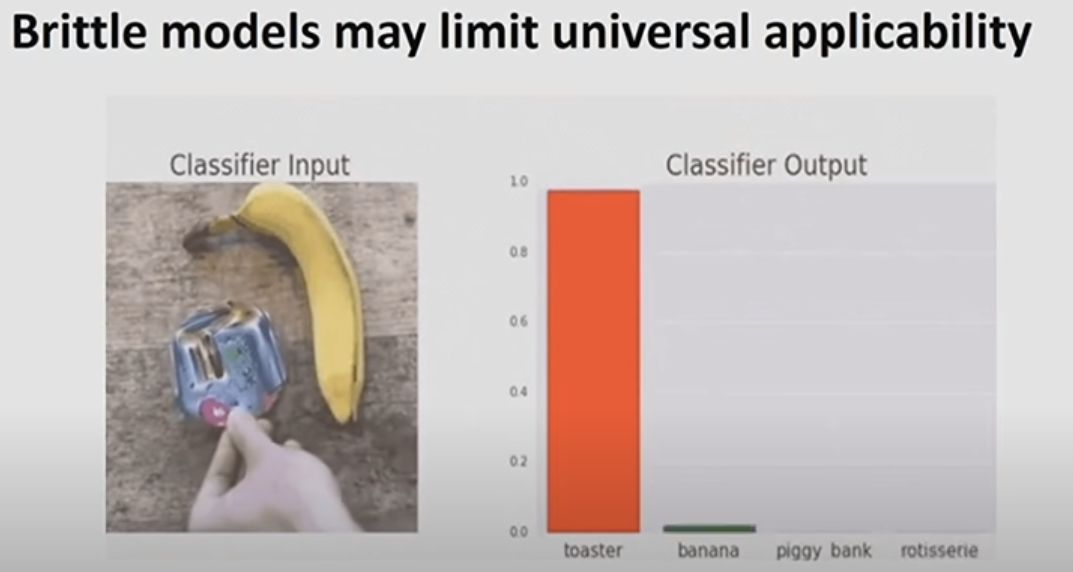 Brittle models may limit universal applicability
Classifier Input
Classifier Output
1.0
0.8
0.6
0.4
0.2
0.0
toaster
banana
piggy bank
rotisserie